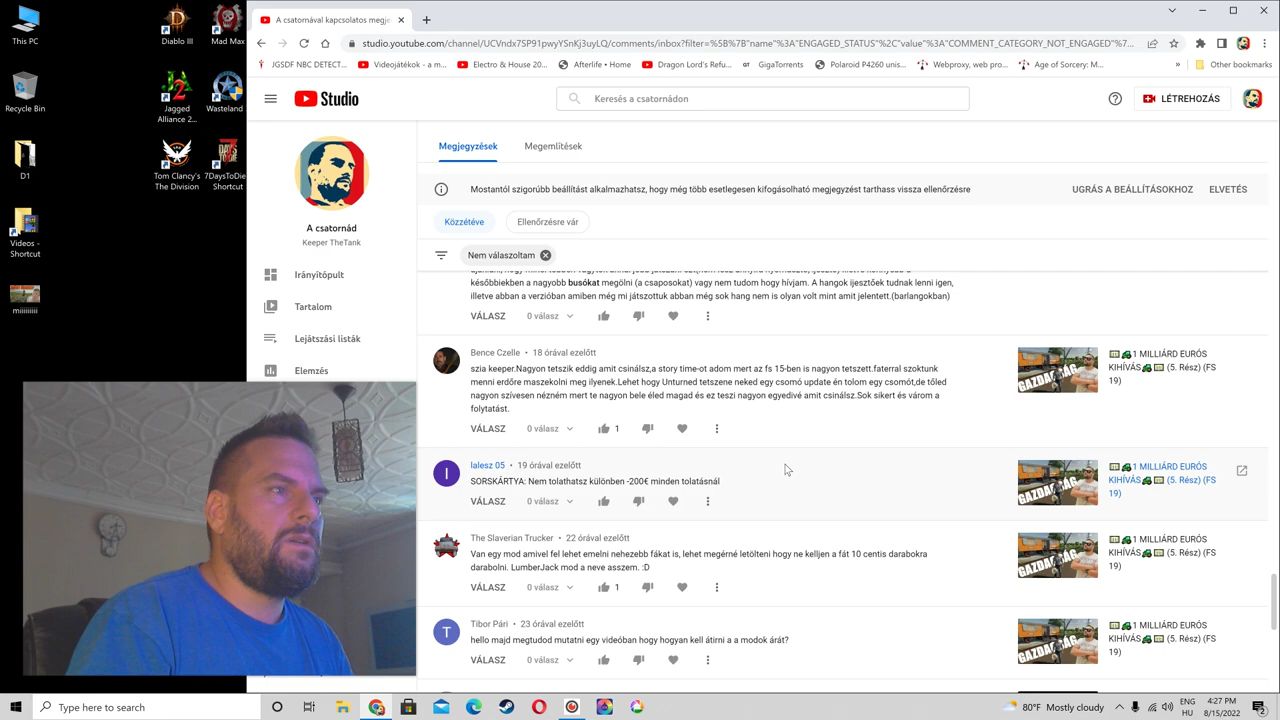 This PC
Diablo III
Mad Max
Recycle Bin
Jagged
Alliance 2...
Wasteland
D1
Tom Clancy's
The Division
7DaysToDie
Shortcut
Videos -
Shortcut
miiiiiiiii
A csatornával kapcsolatos megje
studio.youtube.com/channel/UCVndx7SP91pwyYSnKj3uyLQ/comments/inbox?filter=%5B%7B"name"%3A"ENGAGED_STATUS"%2C"value"%3A"COMMENT_CATEGORY_NOT_ENGAGED"%7...
JGSDF NBC DETECT...
Videojátékok - a m...
Electro & House 20...
Afterlife • Home
Dragon Lord's Refu...
GT GigaTorrents
Polaroid P4260 unis...
Webproxy, web pro...
Age of Sorcery: M...
»
Other bookmarks
Studio
Keresés a csatornádon
LÉTREHOZÁS
A csatornád
Keeper TheTank
Irányítópult
Tartalom
Lejátszási listák
Elemzés
Megjegyzések
Megemlítések
Mostantól szigorúbb beállítást alkalmazhatsz, hogy még több esetlegesen kifogásolható megjegyzést tarthass vissza ellenőrzésre
UGRÁS A BEÁLLÍTÁSOKHOZ
ELVETÉS
Közzétéve
Ellenőrzésre vár
Nem válaszoltam
későbbiekben a nagyobb busókat megölni (a csaposokat) vagy nem tudom hogy hívjam. A hangok ijesztőek tudnak lenni igen,
illetve abban a verzióban amiben még mi játszottuk abban még sok hang nem is olyan volt mint amit jelentett.(barlangokban)
VÁLASZ 0 válasz
Bence Czelle • 18 órával ezelőtt
szia keeper.Nagyon tetszik eddig amit csinálsz,a story time-ot adom mert az fs 15-ben is nagyon tetszett.faterral szoktunk
menni erdőre maszekolni meg ilyenek.Lehet hogy Unturned tetszene neked egy csomó update én tolom egy csomót,de tőled
nagyon szívesen nézném mert te nagyon bele éled magad és ez teszi nagyon egyedivé amit csinálsz.Sok sikert és várom a
folytatást.
VÁLASZ 0 válasz 1
GAZDAGSÁG
1 MILLIÁRD EURÓS
KIHÍVÁS (5. Rész) (FS
19)
lalesz 05 • 19 órával ezelőtt
SORSKÁRTYA: Nem tolathatsz különben -200€ minden tolatásnál
VÁLASZ 0 válasz
GAZDAGSÁG
1 MILLIÁRD EURÓS
KIHÍVÁS (5. Rész) (FS
19)
The Slaverian Trucker • 22 órával ezelőtt
Van egy mod amivel fel lehet emelni nehezebb fákat is, lehet megérné letölteni hogy ne kelljen a fát 10 centis darabokra
darabolni. LumberJack mod a neve asszem. :D
VÁLASZ 0 válasz 1
GAZDAGSÁG
1 MILLIÁRD EURÓS
KIHÍVÁS (5. Rész) (FS
19)
Tibor Pári • 23 órával ezelőtt
hello majd megtudod mutatni egy videóban hogy hogyan kell átírni a a modok árát?
VÁLASZ 0 válasz
GAZDAGSÁG
1 MILLIÁRD EURÓS
KIHÍVÁS (5. Rész) (FS
19)
Type here to search
80°F Mostly cloudy
ENG
HU
4:27 PM
8/15/2022